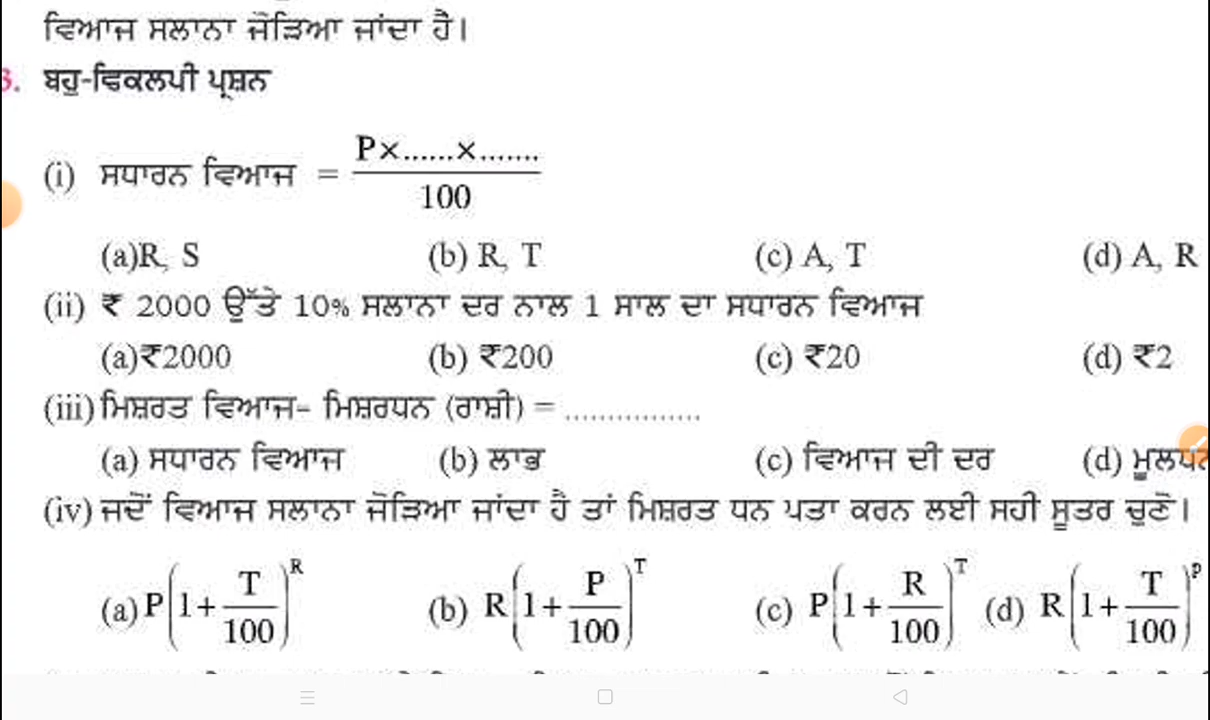 ਵਿਆਜ ਸਲਾਨਾ ਜੋੜਿਆ ਜਾਂਦਾ ਹੈ।
3. ਬਹੁ-ਵਿਕਲਪੀ ਪ੍ਰਸ਼ਨ
(i) ਸਧਾਰਨ ਵਿਆਜ = P×......×....... / 100
(a)R, S (b) R, T (c) A, T (d) A, R
(ii) ₹ 2000 ਉੱਤੇ 10% ਸਲਾਨਾ ਦਰ ਨਾਲ 1 ਸਾਲ ਦਾ ਸਧਾਰਨ ਵਿਆਜ
(a)₹2000 (b) ₹200 (c) ₹20 (d) ₹2
(iii) ਮਿਸ਼ਰਤ ਵਿਆਜ- ਮਿਸ਼ਰਧਨ (ਰਾਸ਼ੀ) = ................
(a) ਸਧਾਰਨ ਵਿਆਜ (b) ਲਾਭ (c) ਵਿਆਜ ਦੀ ਦਰ (d)
(iv) ਜਦੋਂ ਵਿਆਜ ਸਲਾਨਾ ਜੋੜਿਆ ਜਾਂਦਾ ਹੈ ਤਾਂ ਮਿਸ਼ਰਤ ਧਨ ਪਤਾ ਕਰਨ ਲਈ ਸਹੀ ਸੂਤਰ ਚੁਣੋ।
(a) P(1+T/100)^R (b) R(1+P/100)^T (c) P(1+R/100)^T (d) R(1+T/100)^P